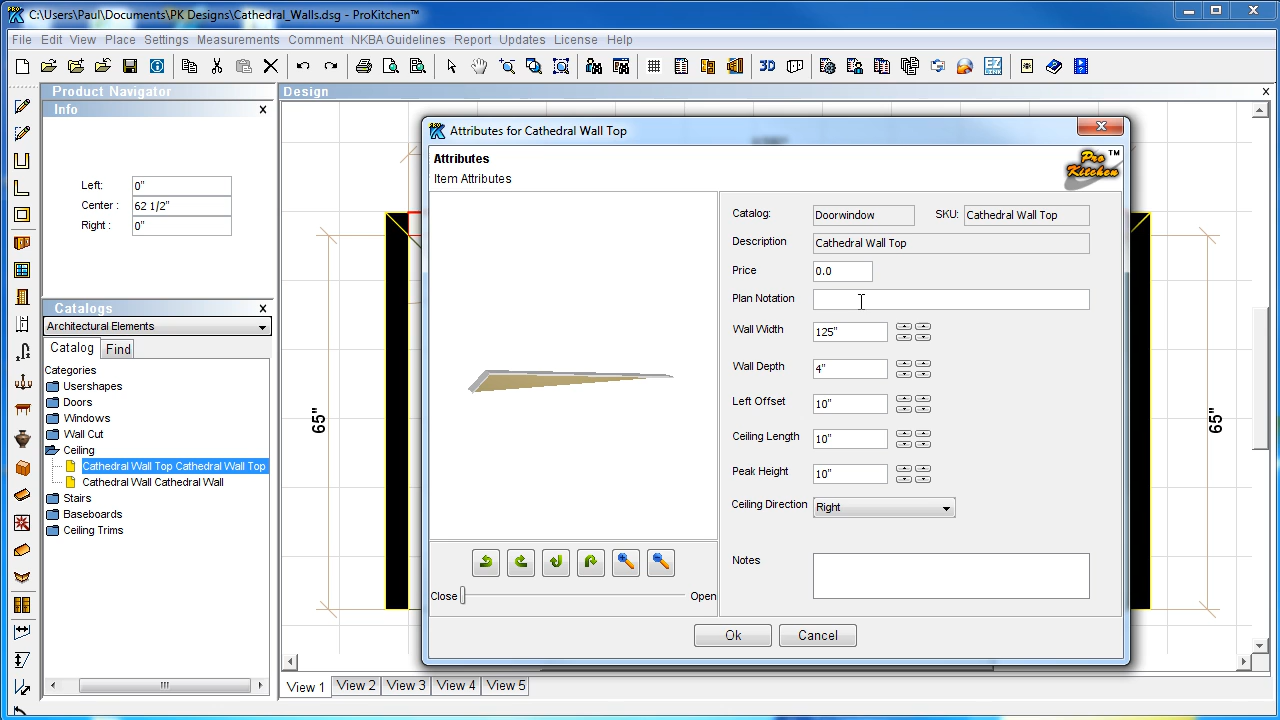 C:\Users\Paul\Documents\PK Designs\Cathedral_Walls.dsg - ProKitchen™
File Edit View Place Settings Measurements Comment NKBA Guidelines Report Updates License Help
3D EZ
Product Navigator
Info
Left: 0"
Center : 62 1/2"
Right : 0"
Catalogs
Architectural Elements
Catalog Find
Categories
Usershapes
Doors
Windows
Wall Cut
Ceiling
Cathedral Wall Top Cathedral Wall Top
Cathedral Wall Cathedral Wall
Stairs
Baseboards
Ceiling Trims
Design
65"
65"
Attributes for Cathedral Wall Top
Attributes
Item Attributes
Pro Kitchen ™
Catalog: Doorwindow SKU: Cathedral Wall Top
Description Cathedral Wall Top
Price 0.0
Plan Notation
Wall Width 125"
Wall Depth 4"
Left Offset 10"
Ceiling Length 10"
Peak Height 10"
Ceiling Direction Right
Notes
Close Open
Ok Cancel
View 1 View 2 View 3 View 4 View 5